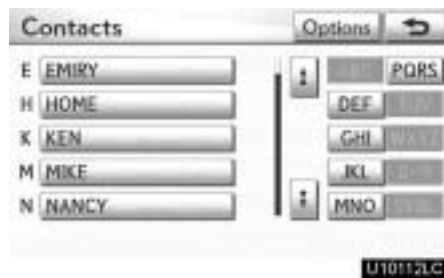 Contacts Options
E EMIRY PQRS
H HOME DEF
K KEN GHI
M MIKE JKL
N NANCY MNO
U10112LC